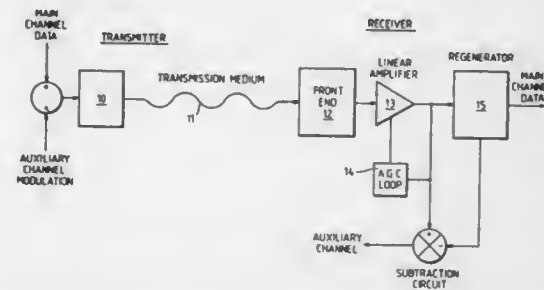 MAIN
CHANNEL
DATA
TRANSMITTER
10
AUXILIARY
CHANNEL
MODULATION
TRANSMISSION MEDIUM
11
RECEIVER
FRONT
END
12
LINEAR
AMPLIFIER
13
14
AGC
LOOP
REGENERATOR
15
MAIN
CHANNEL
DATA
+
-
AUXILIARY
CHANNEL
SUBTRACTION
CIRCUIT